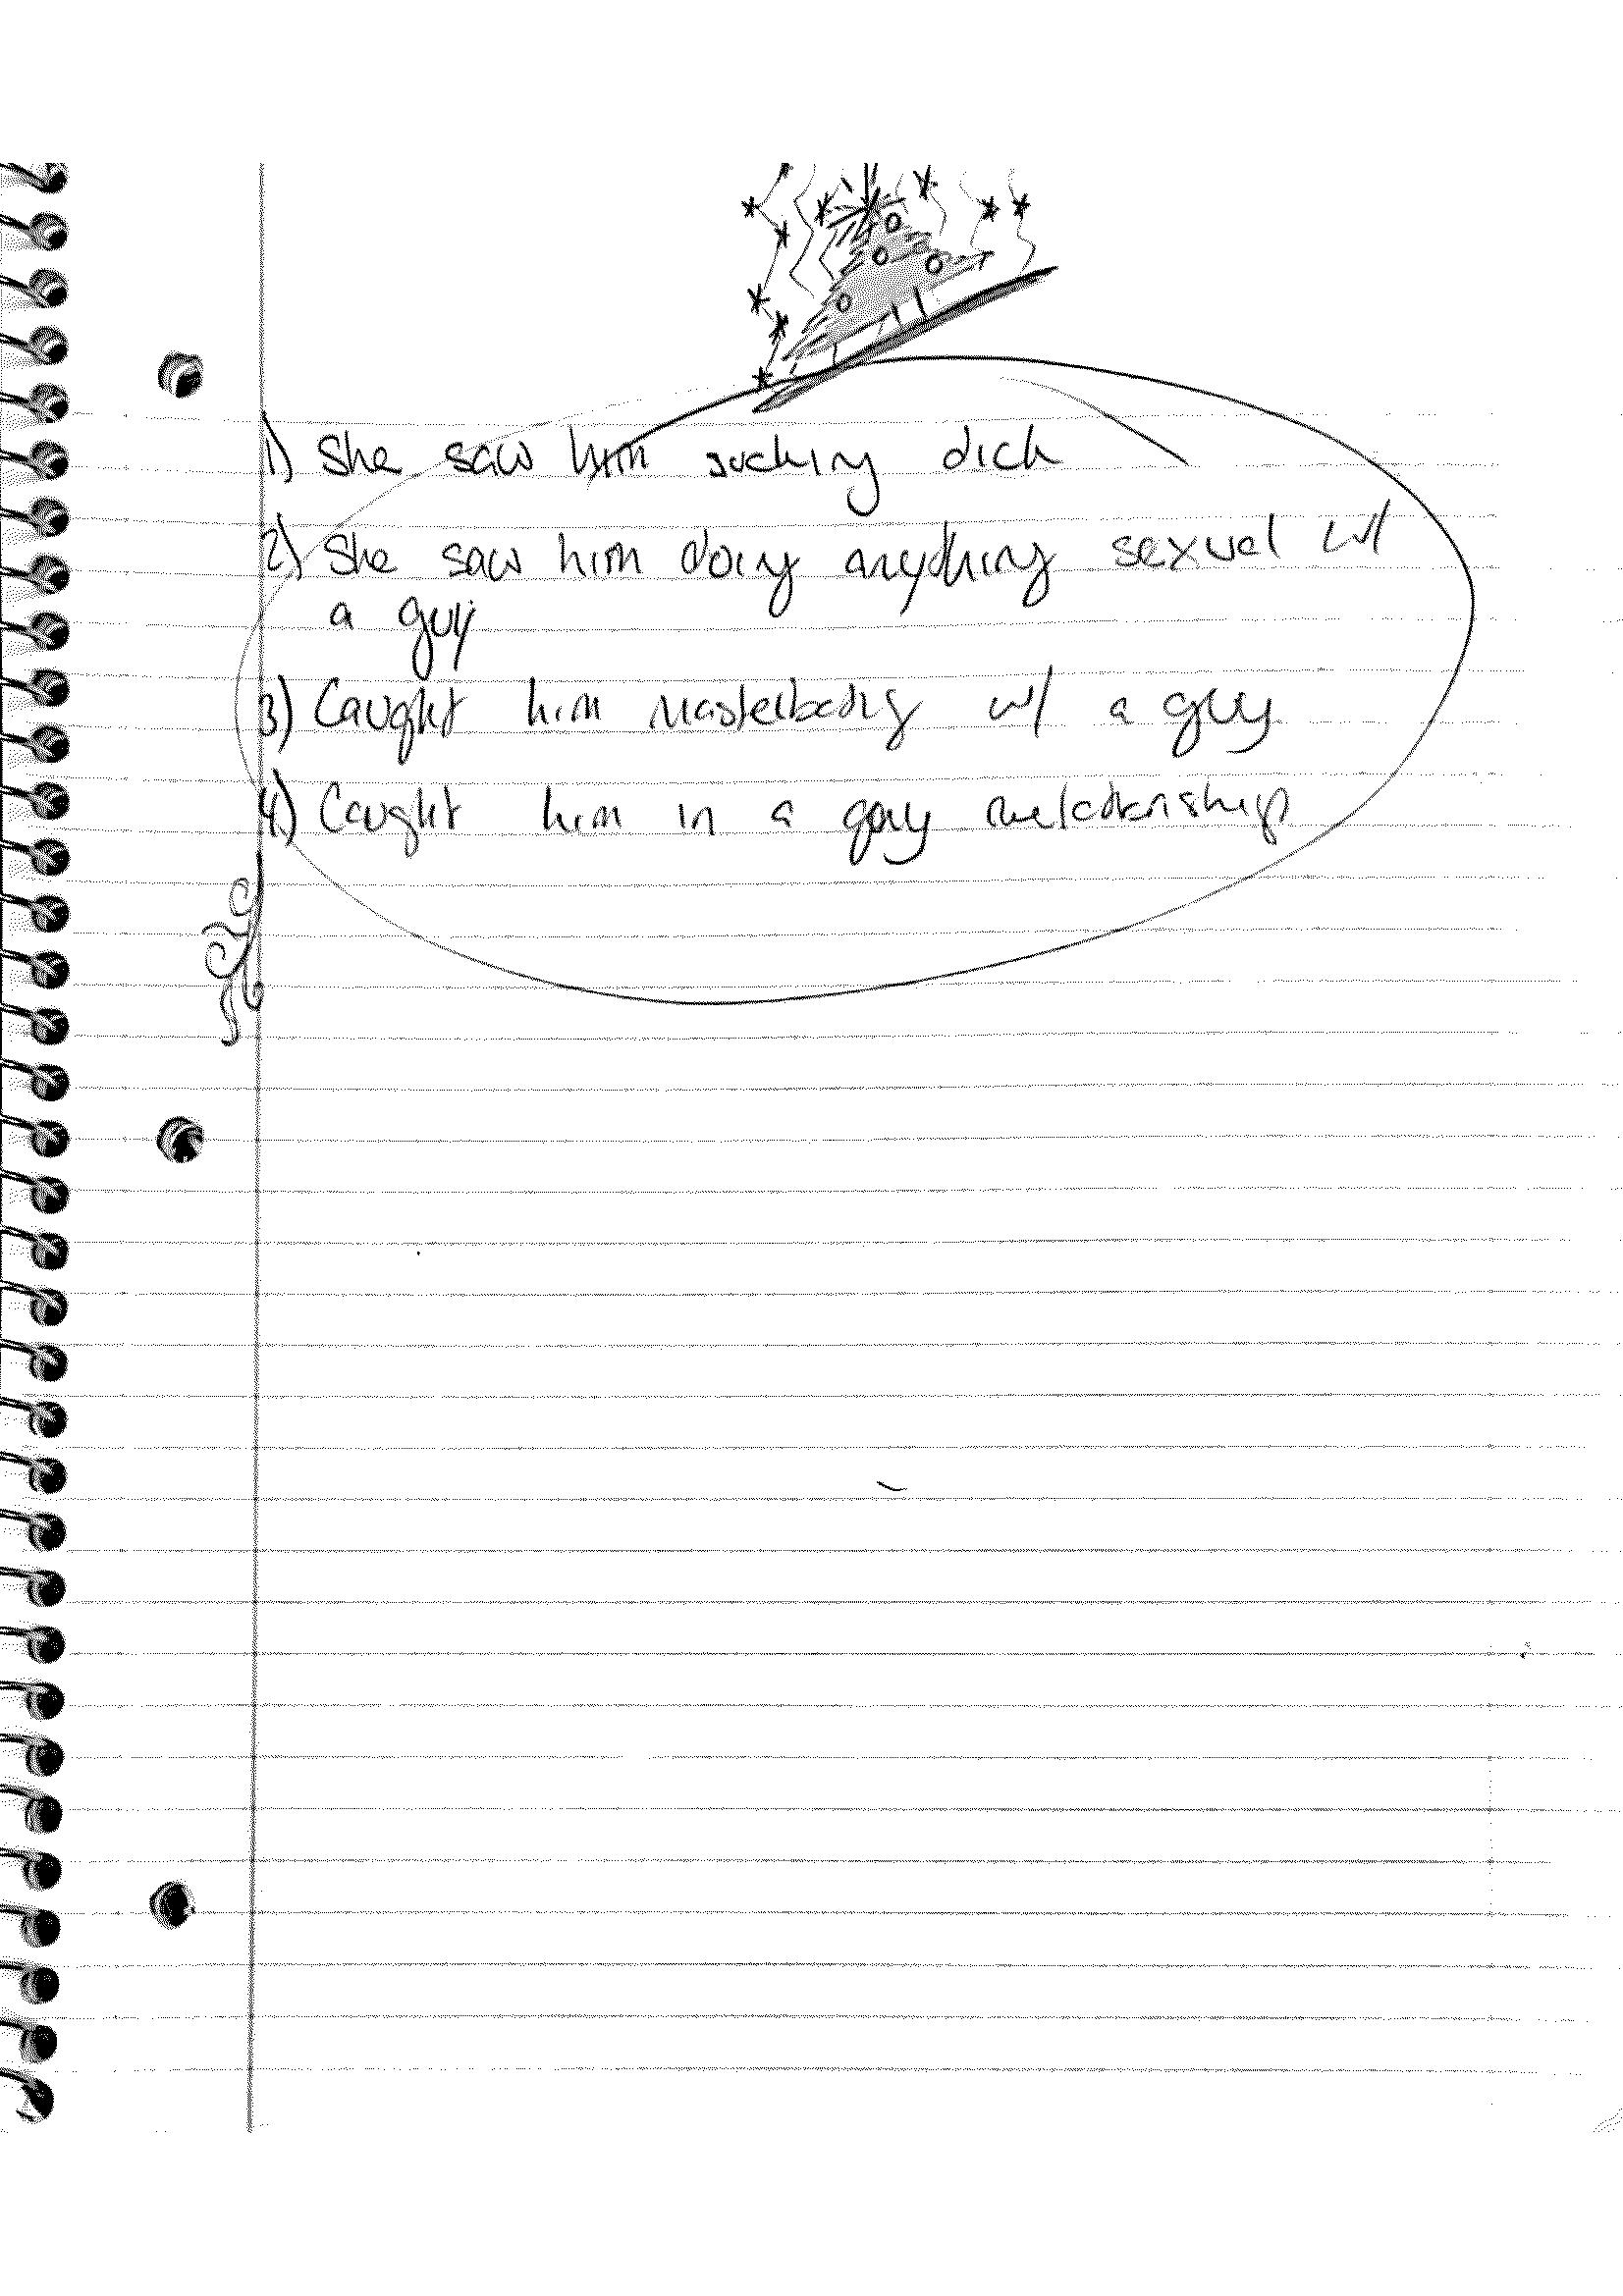 1) She saw him sucking dick
2) She saw him doing anything sexual w/
a guy
3) Caught him masterbating w/ a guy
4) Caught him in a gay relationship